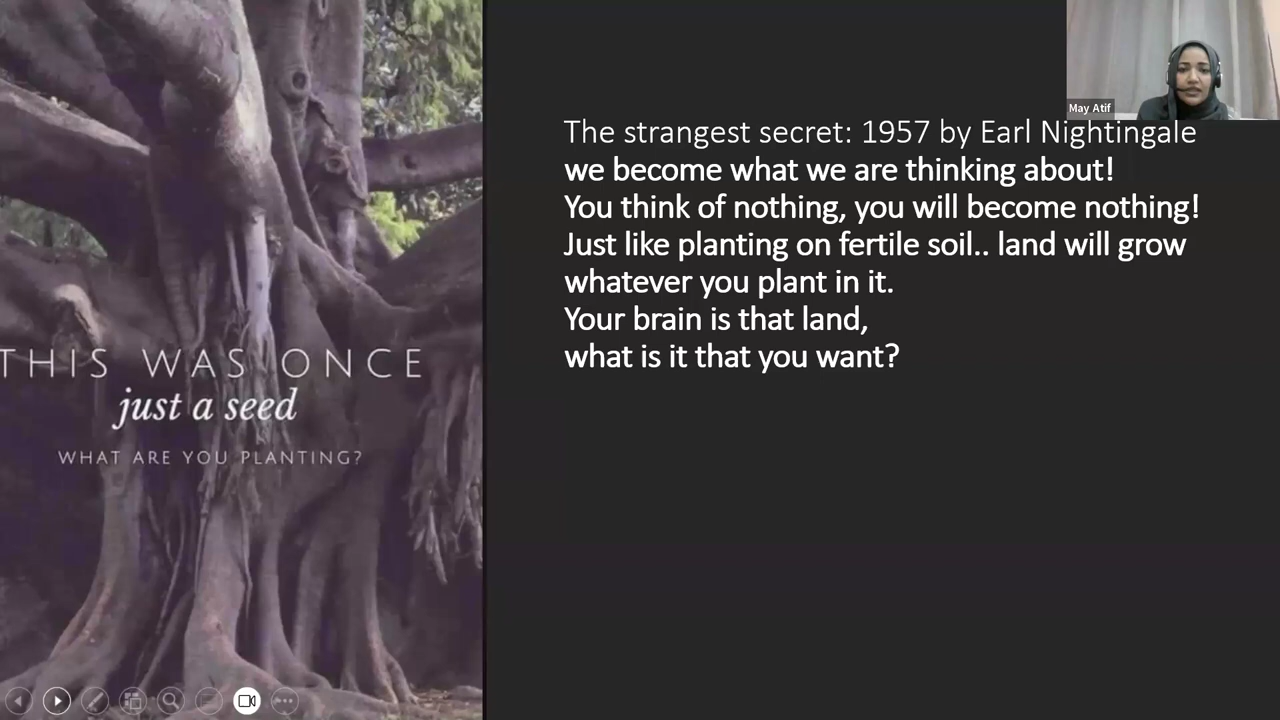 THIS WAS ONCE
just a seed
WHAT ARE YOU PLANTING?
The strangest secret: 1957 by Earl Nightingale
we become what we are thinking about!
You think of nothing, you will become nothing!
Just like planting on fertile soil.. land will grow
whatever you plant in it.
Your brain is that land,
what is it that you want?
May Atif